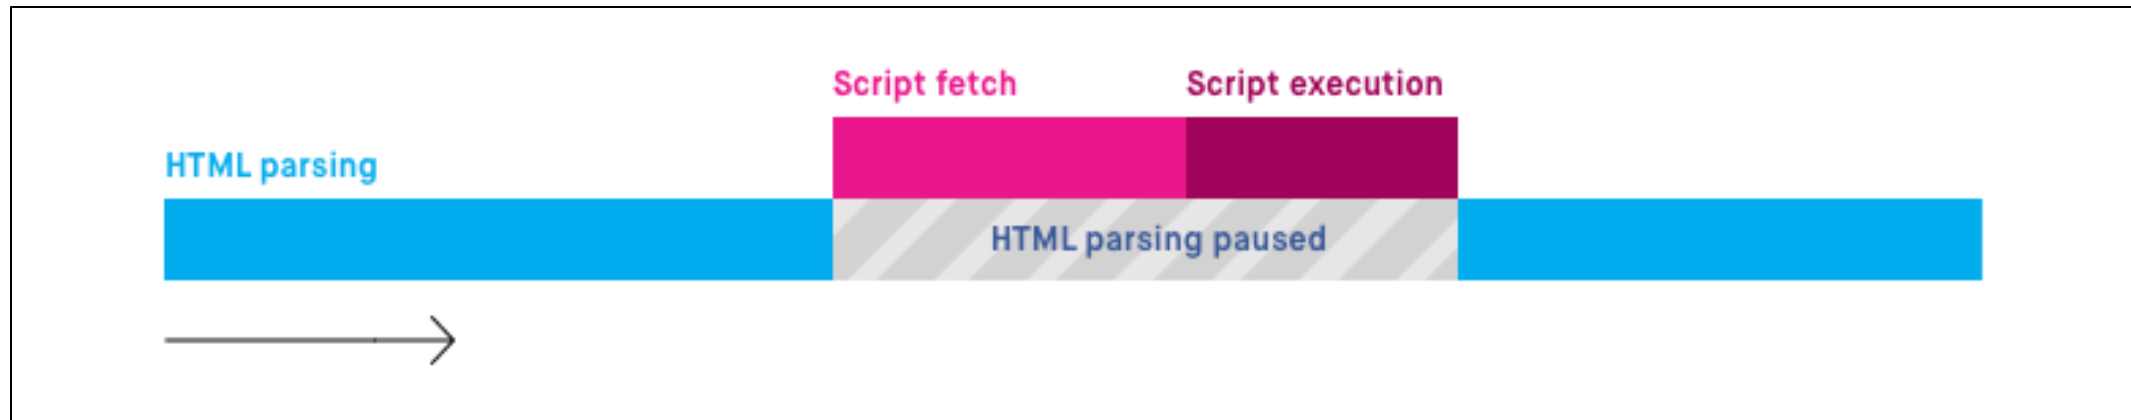 Script fetch
Script execution
HTML parsing
HTML parsing paused